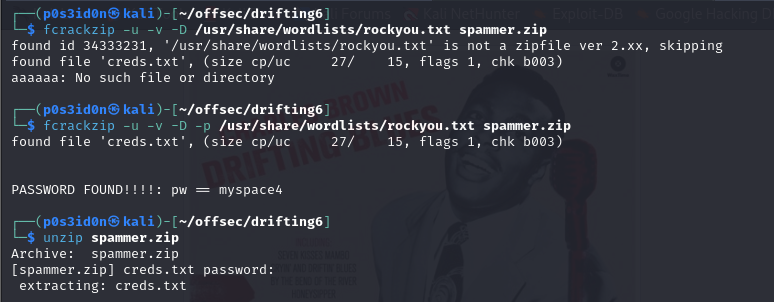 ┌──(p0s3id0n㉿kali)-[~/offsec/drifting6]
└─$ fcrackzip -u -v -D /usr/share/wordlists/rockyou.txt spammer.zip
found id 34333231, '/usr/share/wordlists/rockyou.txt' is not a zipfile ver 2.xx, skipping
found file 'creds.txt', (size cp/uc     27/    15, flags 1, chk b003)
aaaaaa: No such file or directory
┌──(p0s3id0n㉿kali)-[~/offsec/drifting6]
└─$ fcrackzip -u -v -D -p /usr/share/wordlists/rockyou.txt spammer.zip
found file 'creds.txt', (size cp/uc     27/    15, flags 1, chk b003)
PASSWORD FOUND!!!!: pw == myspace4
┌──(p0s3id0n㉿kali)-[~/offsec/drifting6]
└─$ unzip spammer.zip
Archive:  spammer.zip
[spammer.zip] creds.txt password:
 extracting: creds.txt